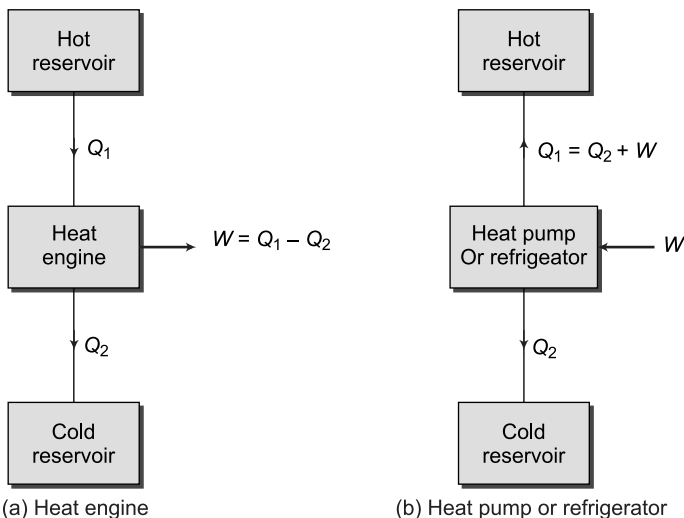 Hot
reservoir
Q1
Heat
engine
W = Q1 – Q2
Q2
Cold
reservoir
(a) Heat engine
Hot
reservoir
Q1 = Q2 + W
Heat pump
Or refrigeator
W
Q2
Cold
reservoir
(b) Heat pump or refrigerator